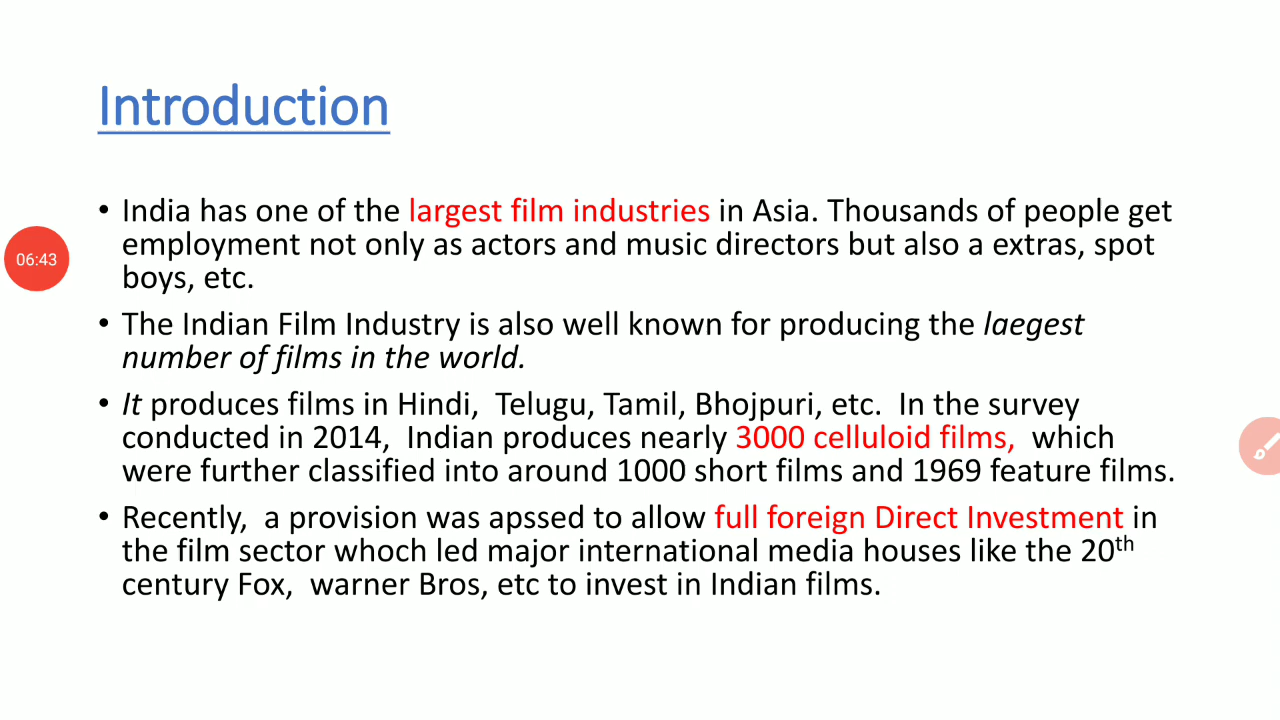 Introduction
• India has one of the largest film industries in Asia. Thousands of people get
employment not only as actors and music directors but also a extras, spot
boys, etc.
06:43
• The Indian Film Industry is also well known for producing the laegest
number of films in the world.
• It produces films in Hindi, Telugu, Tamil, Bhojpuri, etc. In the survey
conducted in 2014, Indian produces nearly 3000 celluloid films, which
were further classified into around 1000 short films and 1969 feature films.
• Recently, a provision was apssed to allow full foreign Direct Investment in
the film sector whoch led major international media houses like the 20th
century Fox, warner Bros, etc to invest in Indian films.